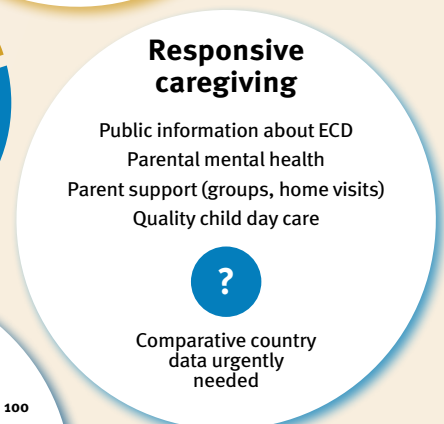 Responsive
caregiving
Public information about ECD
Parental mental health
Parent support (groups, home visits)
Quality child day care
?
Comparative country
data urgently
needed
100